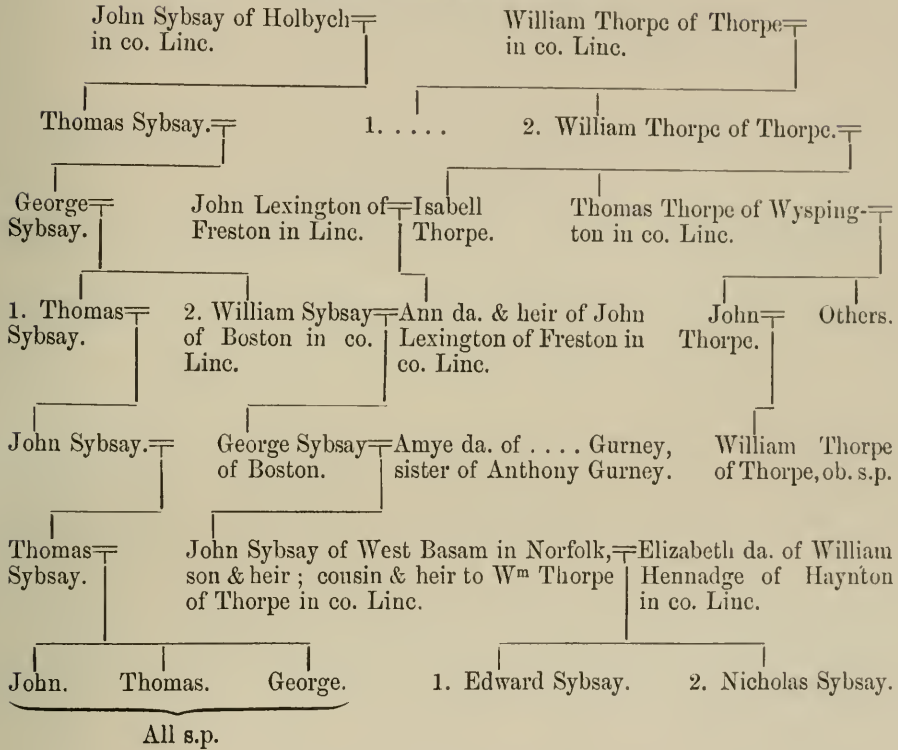 John Sybsay of Holbych
in co. Linc.
William Thorpe of Thorpe
in co. Linc.
Thomas Sybsay.
1. . . . . .
2. William Thorpe of Thorpe.
George
Sybsay.
John Lexington of
Freston in Linc.
Isabell
Thorpe.
Thomas Thorpe of Wysping-
ton in co. Linc.
1. Thomas
Sybsay.
2. William Sybsay
of Boston in co.
Linc.
Ann da. & heir of John
Lexington of Freston in
co. Linc.
John
Thorpe.
Others.
John Sybsay.
George Sybsay
of Boston.
Amye da. of . . . . Gurney,
sister of Anthony Gurney.
William Thorpe
of Thorpe, ob. s.p.
Thomas
Sybsay.
John Sybsay of West Basam in Norfolk,
son & heir ; cousin & heir to Wᵐ Thorpe
of Thorpe in co. Linc.
Elizabeth da. of William
Hennadge of Haynton
in co. Linc.
John.
Thomas.
George.
1. Edward Sybsay.
2. Nicholas Sybsay.
All s.p.